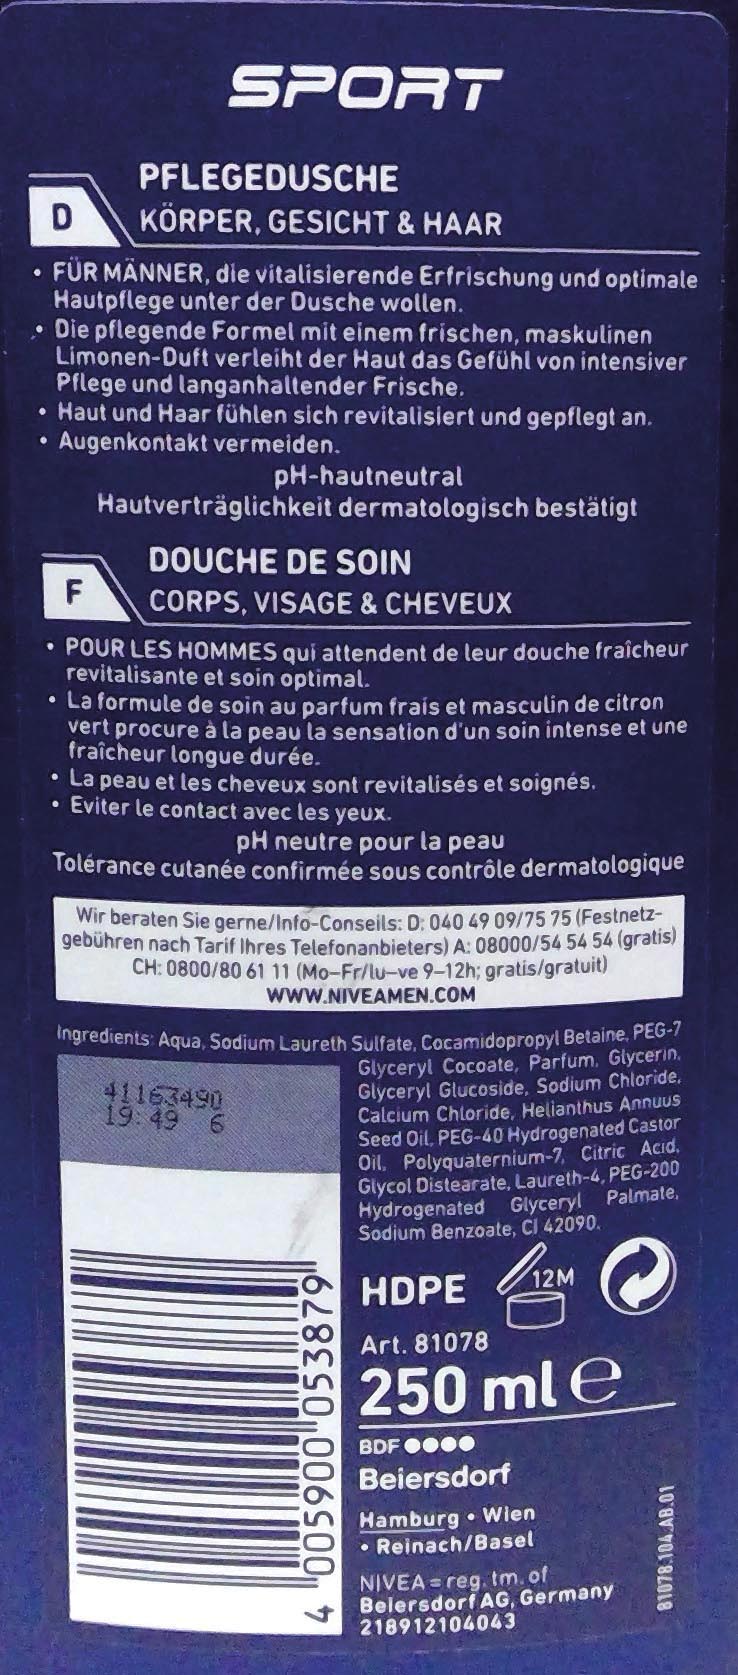 SPORT
D
PFLEGEDUSCHE
KÖRPER, GESICHT & HAAR
• FÜR MÄNNER, die vitalisierende Erfrischung und optimale
Hautpflege unter der Dusche wollen.
• Die pflegende Formel mit einem frischen, maskulinen
Limonen-Duft verleiht der Haut das Gefühl von intensiver
Pflege und langanhaltender Frische.
• Haut und Haar fühlen sich revitalisiert und gepflegt an.
• Augenkontakt vermeiden.
pH-hautneutral
Hautverträglichkeit dermatologisch bestätigt
F
DOUCHE DE SOIN
CORPS, VISAGE & CHEVEUX
• POUR LES HOMMES qui attendent de leur douche fraîcheur
revitalisante et soin optimal.
• La formule de soin au parfum frais et masculin de citron
vert procure à la peau la sensation d'un soin intense et une
fraîcheur longue durée.
• La peau et les cheveux sont revitalisés et soignés.
• Eviter le contact avec les yeux.
pH neutre pour la peau
Tolérance cutanée confirmée sous contrôle dermatologique
Wir beraten Sie gerne/Info-Conseils: D: 040 49 09/75 75 (Festnetz-
gebühren nach Tarif Ihres Telefonanbieters) A: 08000/54 54 54 (gratis)
CH: 0800/80 61 11 (Mo–Fr/lu–ve 9–12h; gratis/gratuit)
WWW.NIVEAMEN.COM
Ingredients: Aqua, Sodium Laureth Sulfate, Cocamidopropyl Betaine, PEG-7
Glyceryl Cocoate, Parfum, Glycerin,
Glyceryl Glucoside, Sodium Chloride,
Calcium Chloride, Helianthus Annuus
Seed Oil, PEG-40 Hydrogenated Castor
Oil, Polyquaternium-7, Citric Acid,
Glycol Distearate, Laureth-4, PEG-200
Hydrogenated Glyceryl Palmate,
Sodium Benzoate, CI 42090.
41163490
19:49 6
HDPE
12M
Art. 81078
250 ml e
BDF ●●●●
Beiersdorf
Hamburg • Wien
• Reinach/Basel
NIVEA = reg. tm. of
Beiersdorf AG, Germany
218912104043
81078.104.AB.01
4 005900 053879